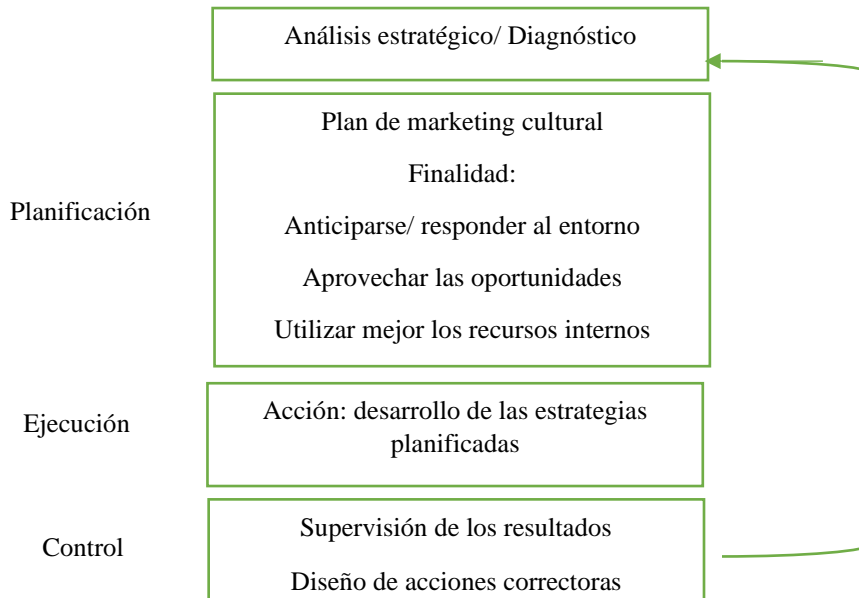 Análisis estratégico/ Diagnóstico
Plan de marketing cultural
Finalidad:
Planificación
Anticiparse/ responder al entorno
Aprovechar las oportunidades
Utilizar mejor los recursos internos
Ejecución
Acción: desarrollo de las estrategias
planificadas
Control
Supervisión de los resultados
Diseño de acciones correctoras